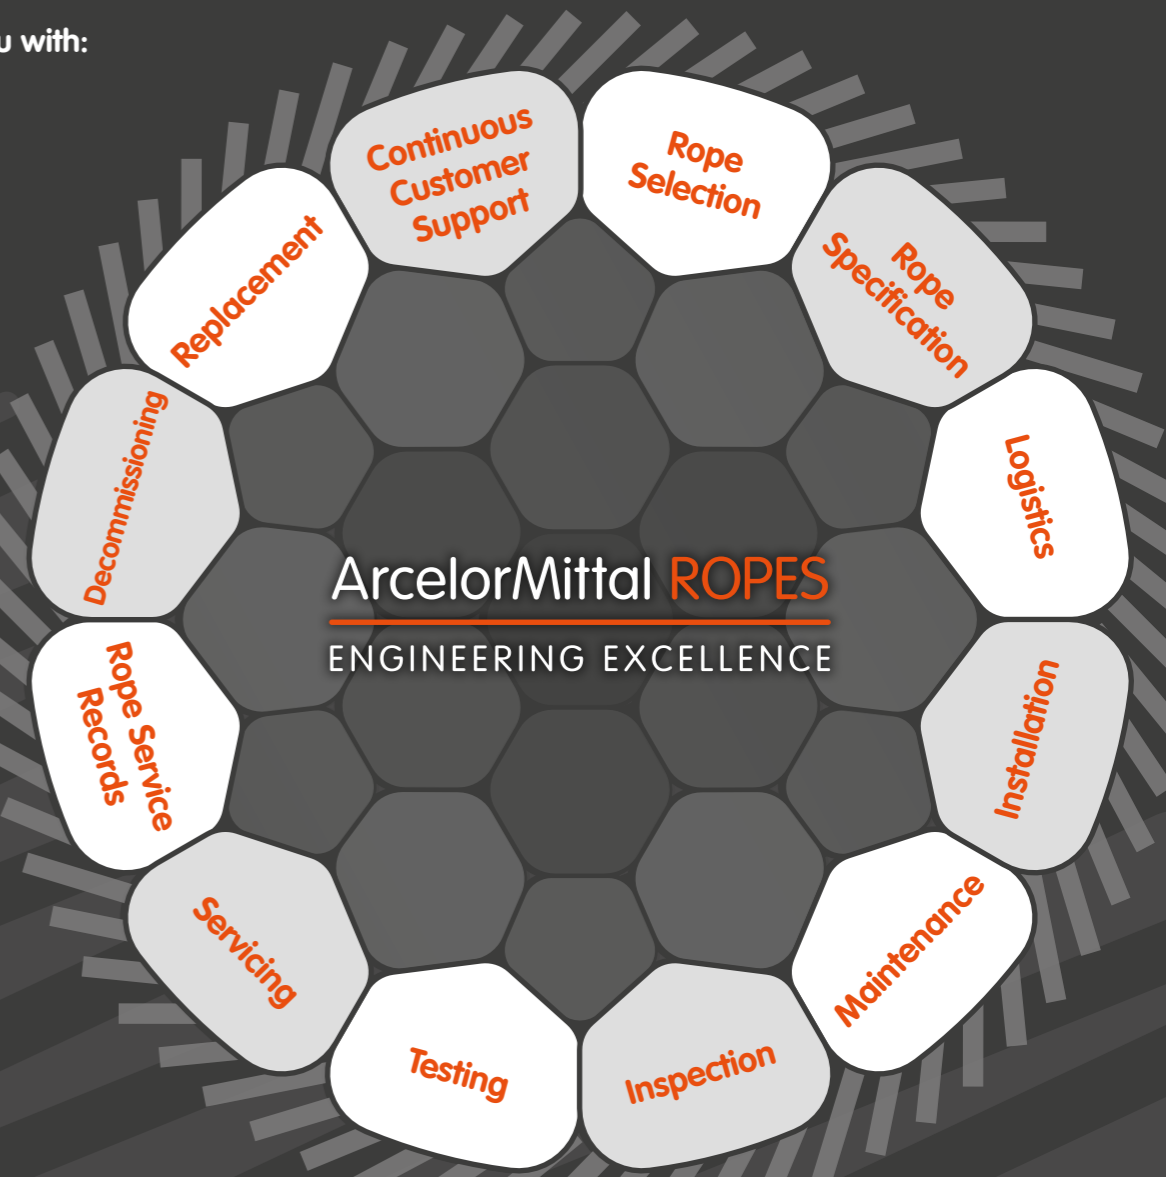 u with:
Continuous
Customer
Support
Rope
Selection
Rope
Specification
Logistics
Installation
Maintenance
Inspection
Testing
Servicing
Rope Service
Records
Decommissioning
Replacement
ArcelorMittal ROPES
ENGINEERING EXCELLENCE